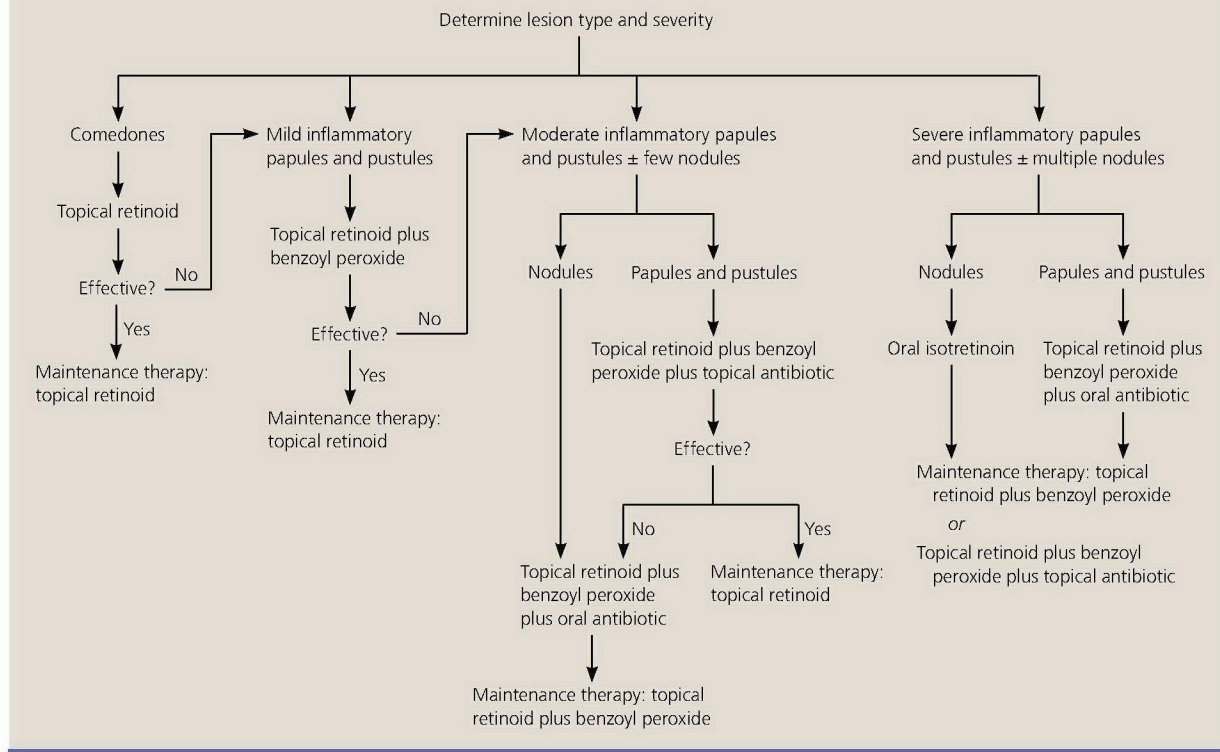 Determine lesion type and severity
Comedones
Topical retinoid
Effective?
No
Yes
Maintenance therapy:
topical retinoid
Mild inflammatory
papules and pustules
Topical retinoid plus
benzoyl peroxide
Effective?
No
Yes
Maintenance therapy:
topical retinoid
Moderate inflammatory papules
and pustules ± few nodules
Nodules
Papules and pustules
Topical retinoid plus benzoyl
peroxide plus topical antibiotic
Effective?
No
Yes
Topical retinoid plus
benzoyl peroxide
plus oral antibiotic
Maintenance therapy:
topical retinoid
Maintenance therapy: topical
retinoid plus benzoyl peroxide
Severe inflammatory papules
and pustules ± multiple nodules
Nodules
Papules and pustules
Oral isotretinoin
Topical retinoid plus
benzoyl peroxide
plus oral antibiotic
Maintenance therapy: topical
retinoid plus benzoyl peroxide
or
Topical retinoid plus benzoyl
peroxide plus topical antibiotic